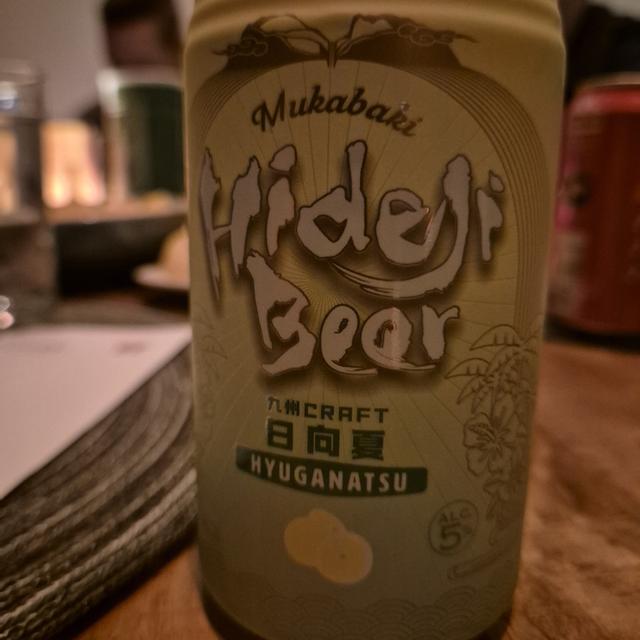 Mukabaki
Hideji
Beer
九州CRAFT
日向夏
HYUGANATSU
ALC
5%